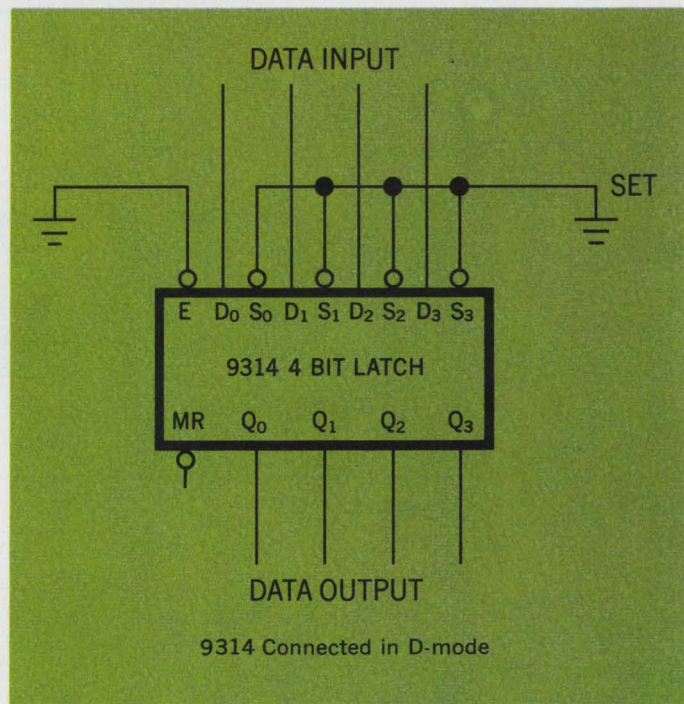 DATA INPUT
SET
E D₀ S₀ D₁ S₁ D₂ S₂ D₃ S₃
9314 4 BIT LATCH
MR Q₀ Q₁ Q₂ Q₃
DATA OUTPUT
9314 Connected in D-mode